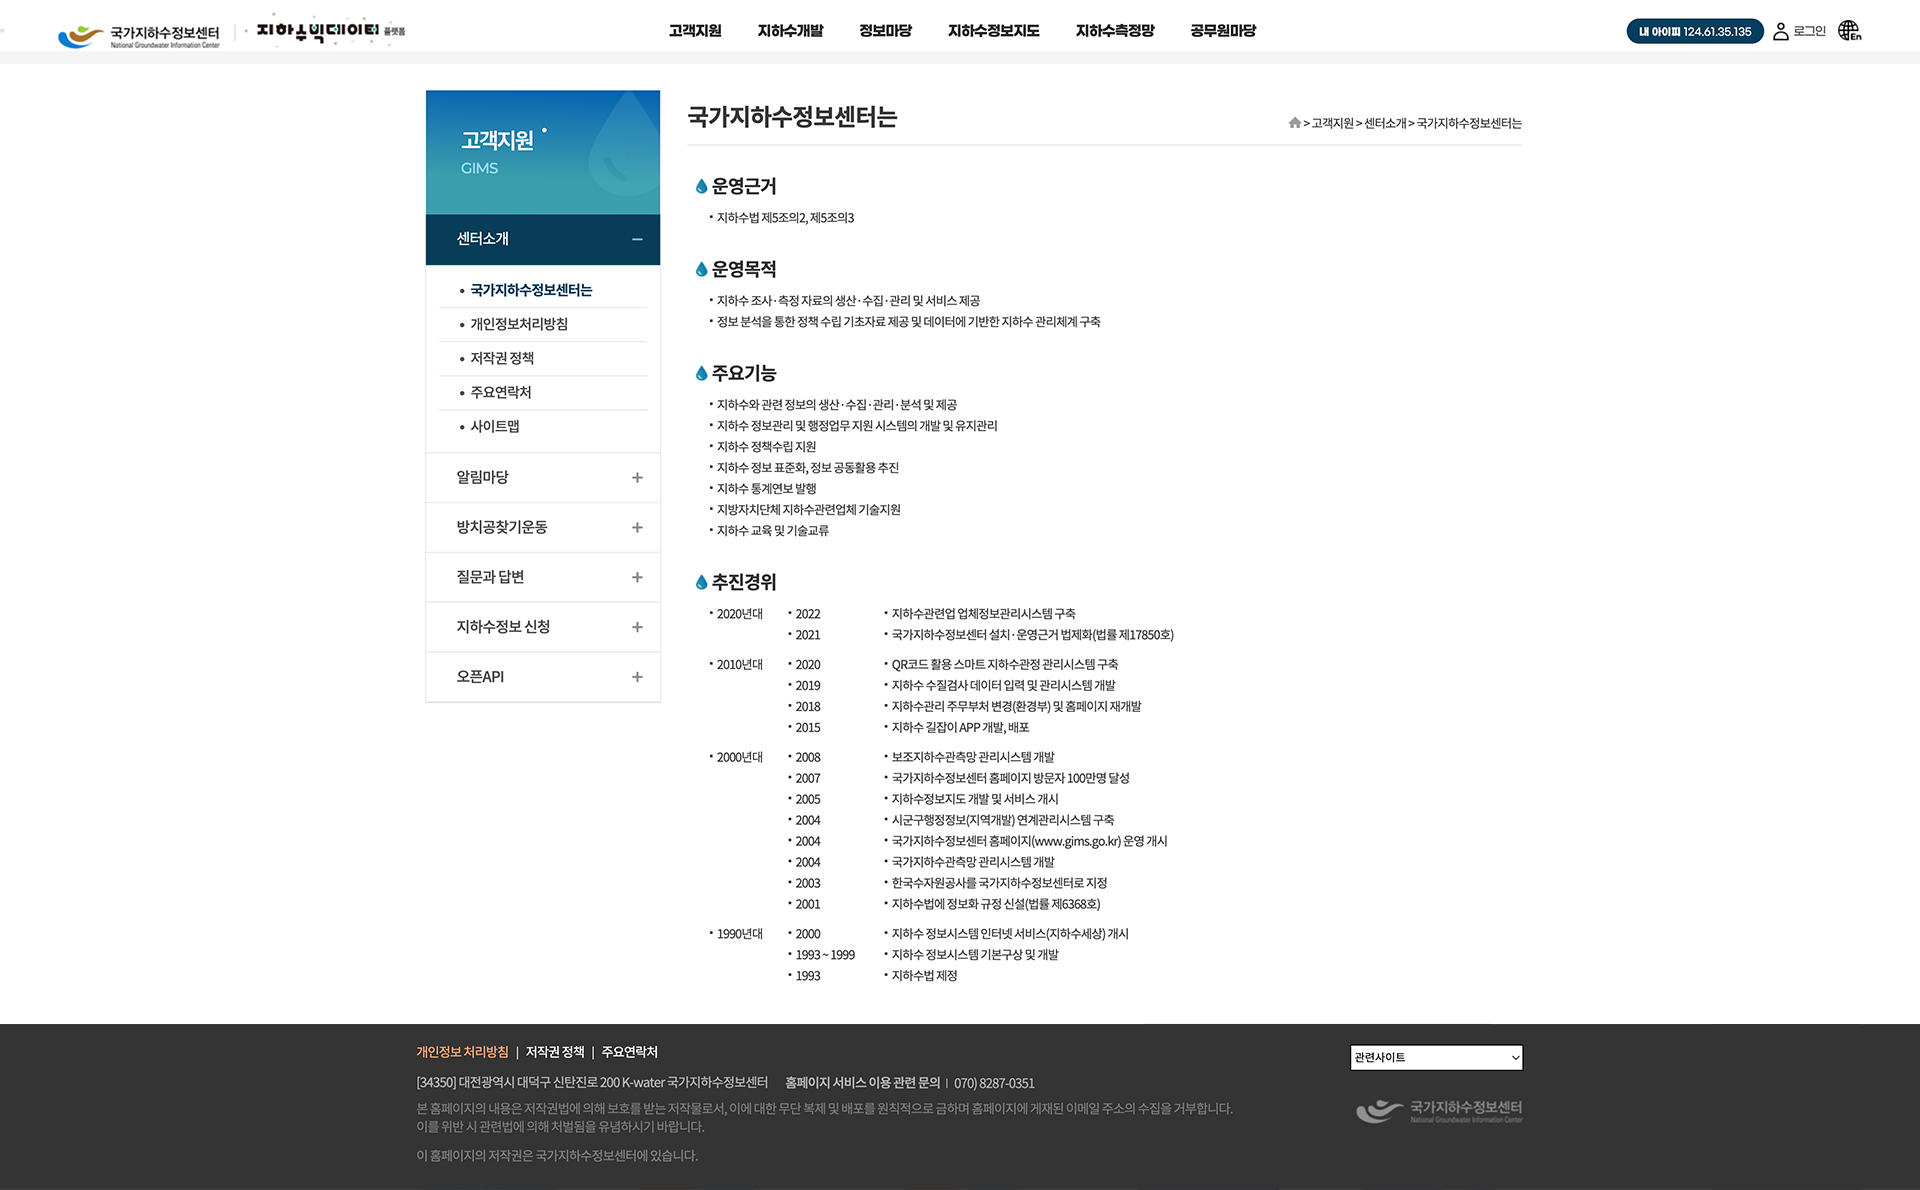 국가지하수정보센터
National Groundwater Information Center
지하수빅데이터 플랫폼
고객지원 지하수개발 정보마당 지하수정보지도 지하수측정망 공무원마당
내 아이피 124.61.35.135 로그인 En
고객지원
GIMS
센터소개
국가지하수정보센터는
개인정보처리방침
저작권 정책
주요연락처
사이트맵
알림마당
방치공찾기운동
질문과 답변
지하수정보 신청
오픈API
국가지하수정보센터는
> 고객지원 > 센터소개 > 국가지하수정보센터는
운영근거
· 지하수법 제5조의2, 제5조의3
운영목적
· 지하수 조사·측정 자료의 생산·수집·관리 및 서비스 제공
· 정보 분석을 통한 정책 수립 기초자료 제공 및 데이터에 기반한 지하수 관리체계 구축
주요기능
· 지하수와 관련 정보의 생산·수집·관리·분석 및 제공
· 지하수 정보관리 및 행정업무 지원 시스템의 개발 및 유지관리
· 지하수 정책수립 지원
· 지하수 정보 표준화, 정보 공동활용 추진
· 지하수 통계연보 발행
· 지방자치단체 지하수관련업체 기술지원
· 지하수 교육 및 기술교류
추진경위
· 2020년대 · 2022 · 지하수관련업 업체정보관리시스템 구축
· 2021 · 국가지하수정보센터 설치·운영근거 법제화(법률 제17850호)
· 2010년대 · 2020 · QR코드 활용 스마트 지하수관정 관리시스템 구축
· 2019 · 지하수 수질검사 데이터 입력 및 관리시스템 개발
· 2018 · 지하수관리 주무부처 변경(환경부) 및 홈페이지 재개발
· 2015 · 지하수 길잡이 APP 개발, 배포
· 2000년대 · 2008 · 보조지하수관측망 관리시스템 개발
· 2007 · 국가지하수정보센터 홈페이지 방문자 100만명 달성
· 2005 · 지하수정보지도 개발 및 서비스 개시
· 2004 · 시군구행정정보(지역개발) 연계관리시스템 구축
· 2004 · 국가지하수정보센터 홈페이지(www.gims.go.kr) 운영 개시
· 2004 · 국가지하수관측망 관리시스템 개발
· 2003 · 한국수자원공사를 국가지하수정보센터로 지정
· 2001 · 지하수법에 정보화 규정 신설(법률 제6368호)
· 1990년대 · 2000 · 지하수 정보시스템 인터넷 서비스(지하수세상) 개시
· 1993 ~ 1999 · 지하수 정보시스템 기본구상 및 개발
· 1993 · 지하수법 제정
개인정보 처리방침 | 저작권 정책 | 주요연락처
관련사이트
[34350] 대전광역시 대덕구 신탄진로 200 K-water 국가지하수정보센터 홈페이지 서비스 이용 관련 문의 | 070) 8287-0351
본 홈페이지의 내용은 저작권법에 의해 보호를 받는 저작물로서, 이에 대한 무단 복제 및 배포를 원칙적으로 금하며 홈페이지에 게재된 이메일 주소의 수집을 거부합니다.
이를 위반 시 관련법에 의해 처벌됨을 유념하시기 바랍니다.
이 홈페이지의 저작권은 국가지하수정보센터에 있습니다.
국가지하수정보센터
National Groundwater Information Center